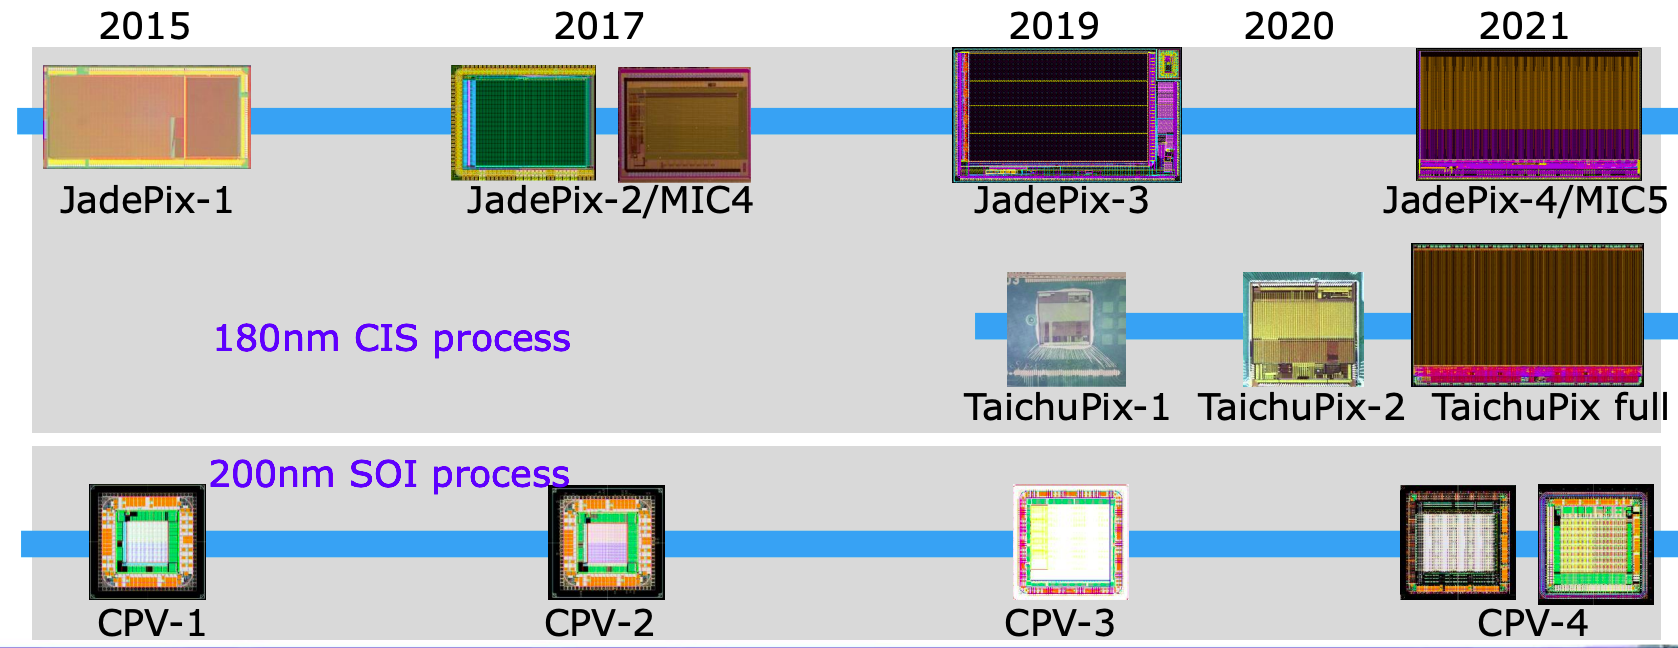 2015 2017 2019 2020 2021
JadePix-1 JadePix-2/MIC4 JadePix-3 JadePix-4/MIC5
180nm CIS process
TaichuPix-1 TaichuPix-2 TaichuPix full
200nm SOI process
CPV-1 CPV-2 CPV-3 CPV-4